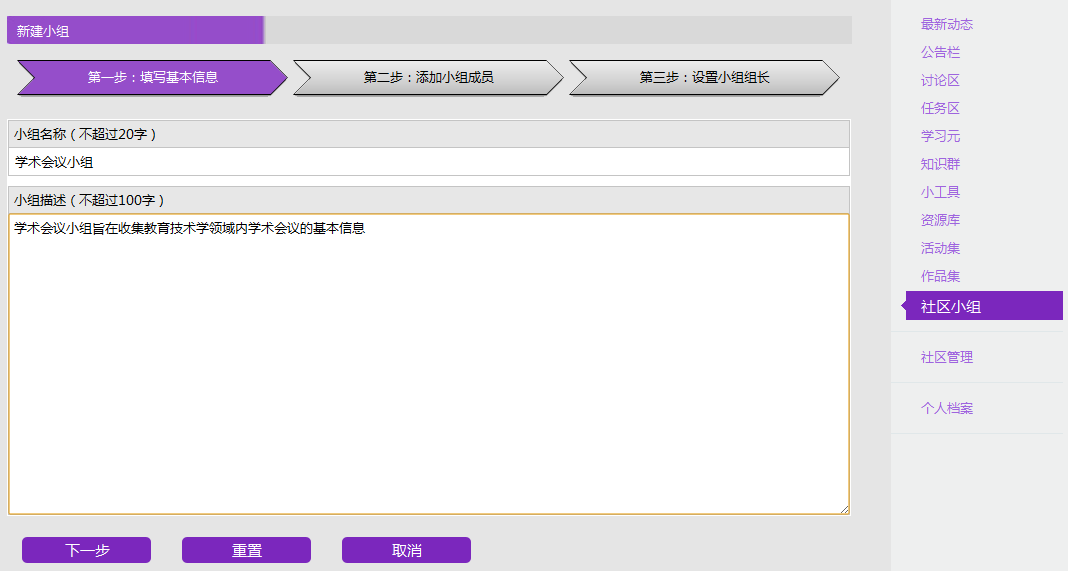 新建小组
第一步：填写基本信息
第二步：添加小组成员
第三步：设置小组组长
小组名称（不超过20字）
学术会议小组
小组描述（不超过100字）
学术会议小组旨在收集教育技术学领域内学术会议的基本信息
下一步
重置
取消
最新动态
公告栏
讨论区
任务区
学习元
知识群
小工具
资源库
活动集
作品集
社区小组
社区管理
个人档案